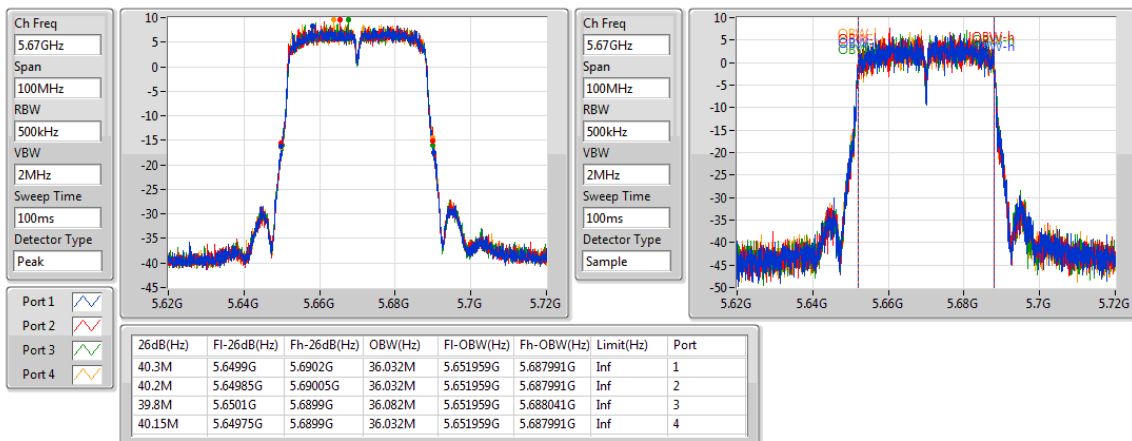 Ch Freq
5.67GHz
Span
100MHz
RBW
500kHz
VBW
2MHz
Sweep Time
100ms
Detector Type
Peak
10
5
0
-5
-10
-15
-20
-25
-30
-35
-40
-45
5.62G 5.64G 5.66G 5.68G 5.7G 5.72G
Ch Freq
5.67GHz
Span
100MHz
RBW
500kHz
VBW
2MHz
Sweep Time
100ms
Detector Type
Sample
10
5
0
-5
-10
-15
-20
-25
-30
-35
-40
-45
-50
OBW-h
5.62G 5.64G 5.66G 5.68G 5.7G 5.72G
Port 1
Port 2
Port 3
Port 4
26dB(Hz) Fl-26dB(Hz) Fh-26dB(Hz) OBW(Hz) Fl-OBW(Hz) Fh-OBW(Hz) Limit(Hz) Port
40.3M 5.6499G 5.6902G 36.032M 5.651959G 5.687991G Inf 1
40.2M 5.64985G 5.69005G 36.032M 5.651959G 5.687991G Inf 2
39.8M 5.6501G 5.6899G 36.082M 5.651959G 5.688041G Inf 3
40.15M 5.64975G 5.6899G 36.032M 5.651959G 5.687991G Inf 4